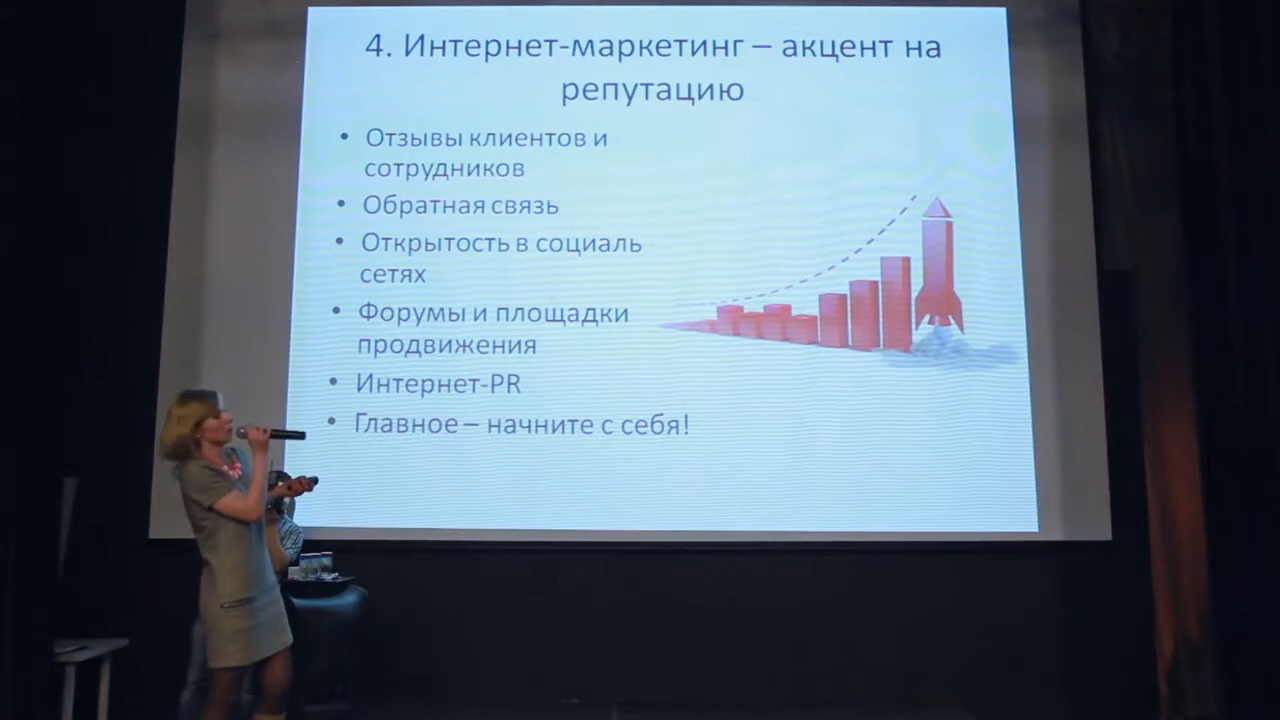 4. Интернет-маркетинг – акцент на
репутацию
• Отзывы клиентов и
сотрудников
• Обратная связь
• Открытость в социаль
сетях
• Форумы и площадки
продвижения
• Интернет-PR
• Главное – начните с себя!